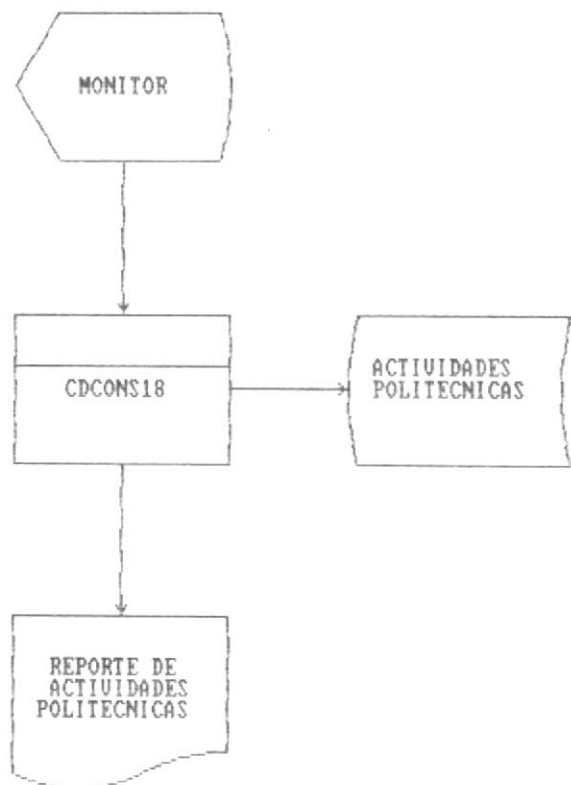 MONITOR
CDCONS18
ACTIVIDADES
POLITECNICAS
REPORTE DE
ACTIVIDADES
POLITECNICAS